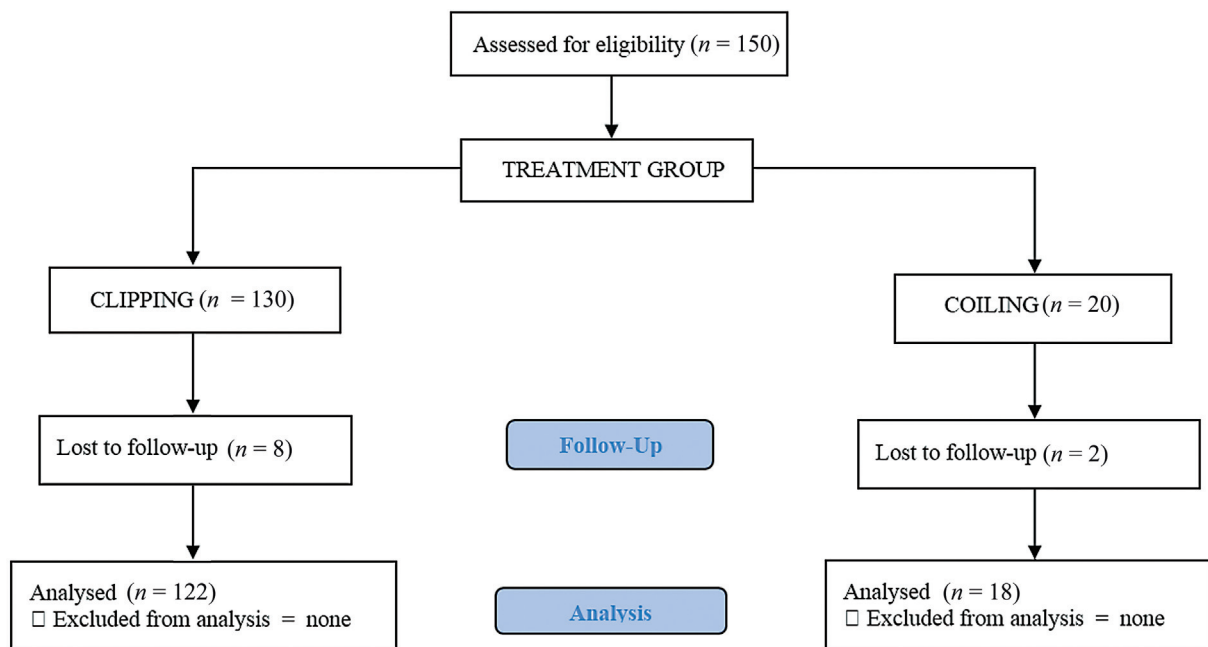 Assessed for eligibility (n = 150)
TREATMENT GROUP
CLIPPING (n = 130)
COILING (n = 20)
Lost to follow-up (n = 8)
Follow-Up
Lost to follow-up (n = 2)
Analysed (n = 122)
□ Excluded from analysis = none
Analysis
Analysed (n = 18)
□ Excluded from analysis = none